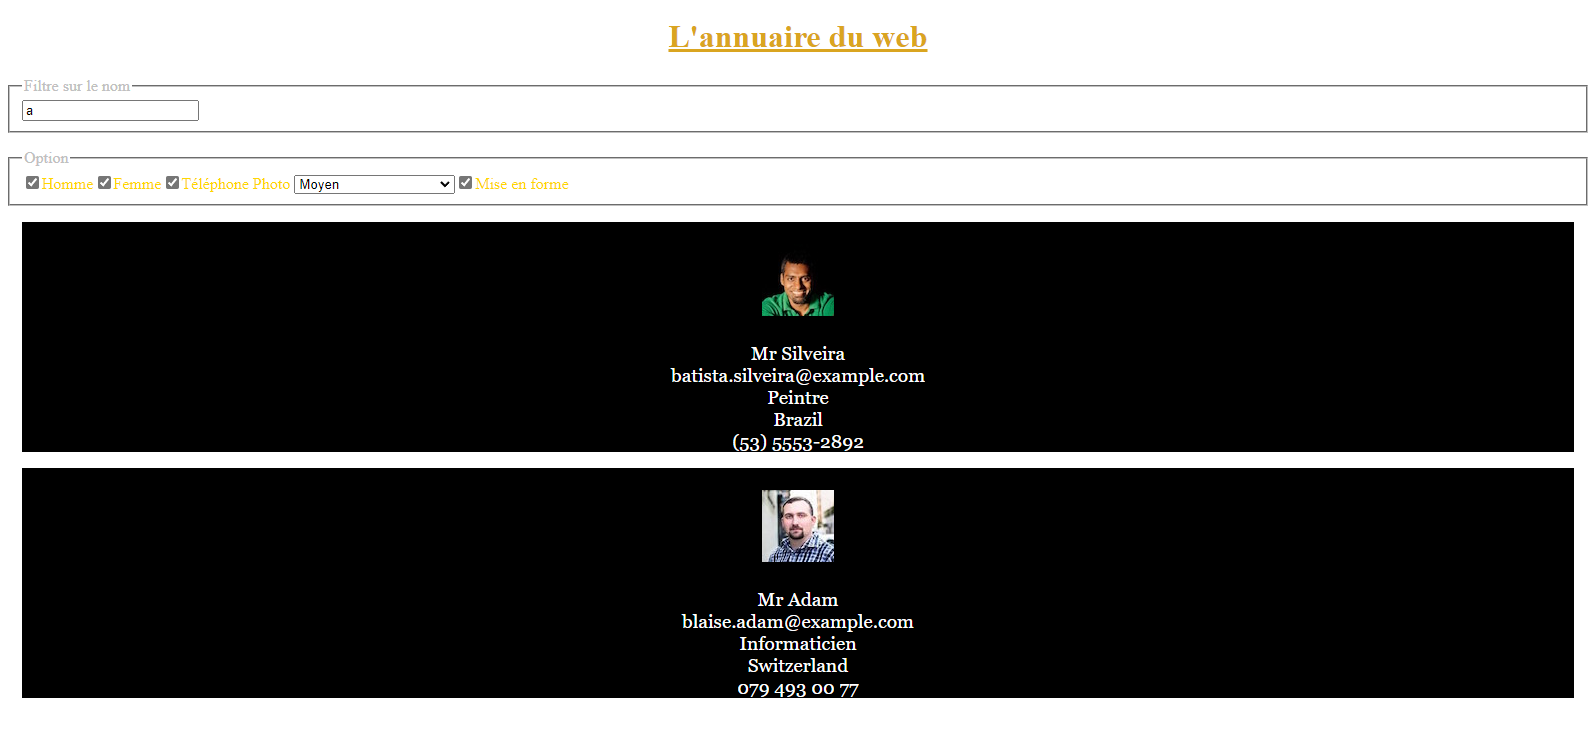 L'annuaire du web
Filtre sur le nom
a
Option
Homme Femme Téléphone Photo Moyen Mise en forme
Mr Silveira
batista.silveira@example.com
Peintre
Brazil
(53) 5553-2892
Mr Adam
blaise.adam@example.com
Informaticien
Switzerland
079 493 00 77